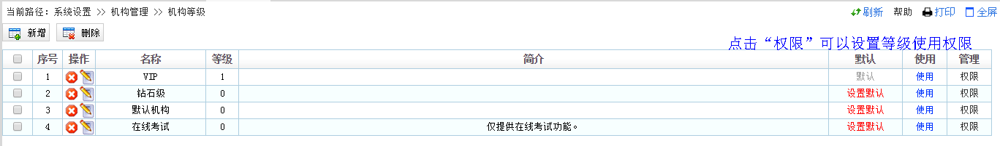 当前路径：系统设置 >> 机构管理 >> 机构等级 刷新 帮助 打印 全屏
新增 删除
点击“权限”可以设置等级使用权限
序号 操作 名称 等级 简介 默认 使用 管理
1 VIP 1 默认 使用 权限
2 钻石级 0 设置默认 使用 权限
3 默认机构 0 设置默认 使用 权限
4 在线考试 0 仅提供在线考试功能。 设置默认 使用 权限